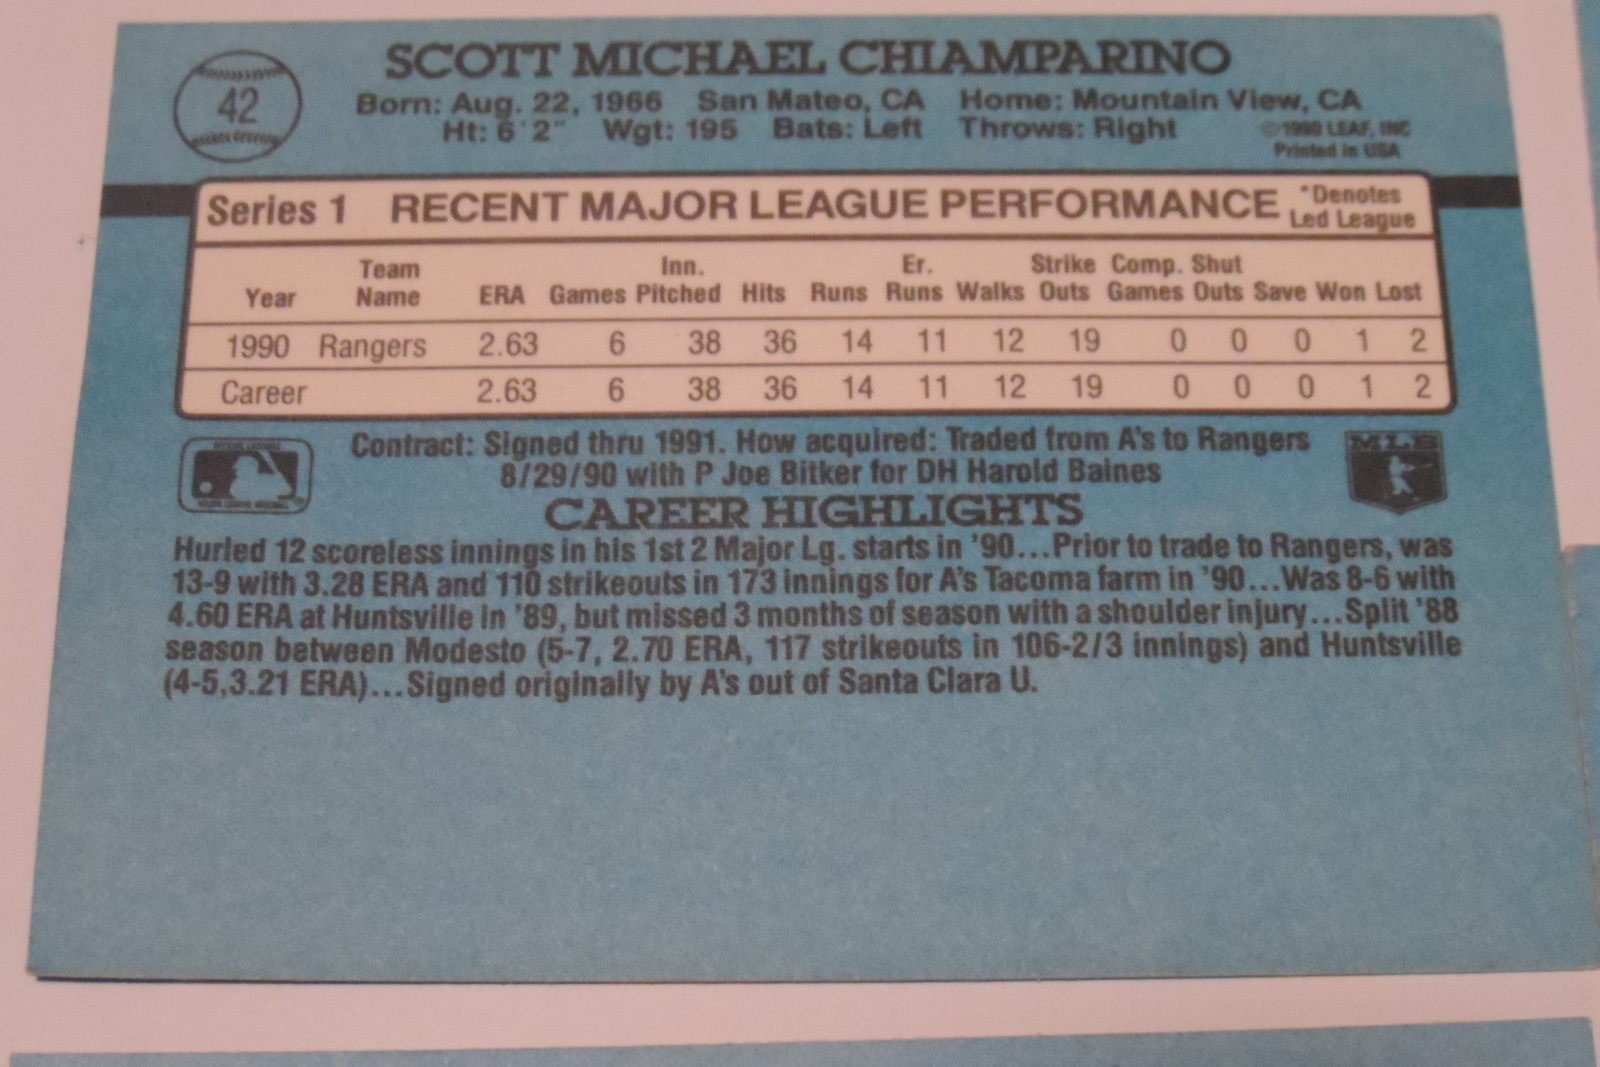 42
SCOTT MICHAEL CHIAMPARINO
Born: Aug. 22, 1966 San Mateo, CA Home: Mountain View, CA
Ht: 6'2" Wgt: 195 Bats: Left Throws: Right
©1990 LEAF, INC
Printed in USA
Series 1 RECENT MAJOR LEAGUE PERFORMANCE *Denotes Led League
Year Team Name ERA Games Inn. Pitched Hits Runs Er. Runs Walks Strike Outs Comp. Games Shut Outs Save Won Lost
1990 Rangers 2.63 6 38 36 14 11 12 19 0 0 0 1 2
Career 2.63 6 38 36 14 11 12 19 0 0 0 1 2
Contract: Signed thru 1991. How acquired: Traded from A's to Rangers
8/29/90 with P Joe Bitker for DH Harold Baines
MLB
CAREER HIGHLIGHTS
Hurled 12 scoreless innings in his 1st 2 Major Lg. starts in '90...Prior to trade to Rangers, was
13-9 with 3.28 ERA and 110 strikeouts in 173 innings for A's Tacoma farm in '90...Was 8-6 with
4.60 ERA at Huntsville in '89, but missed 3 months of season with a shoulder injury...Split '88
season between Modesto (5-7, 2.70 ERA, 117 strikeouts in 106-2/3 innings) and Huntsville
(4-5,3.21 ERA)...Signed originally by A's out of Santa Clara U.